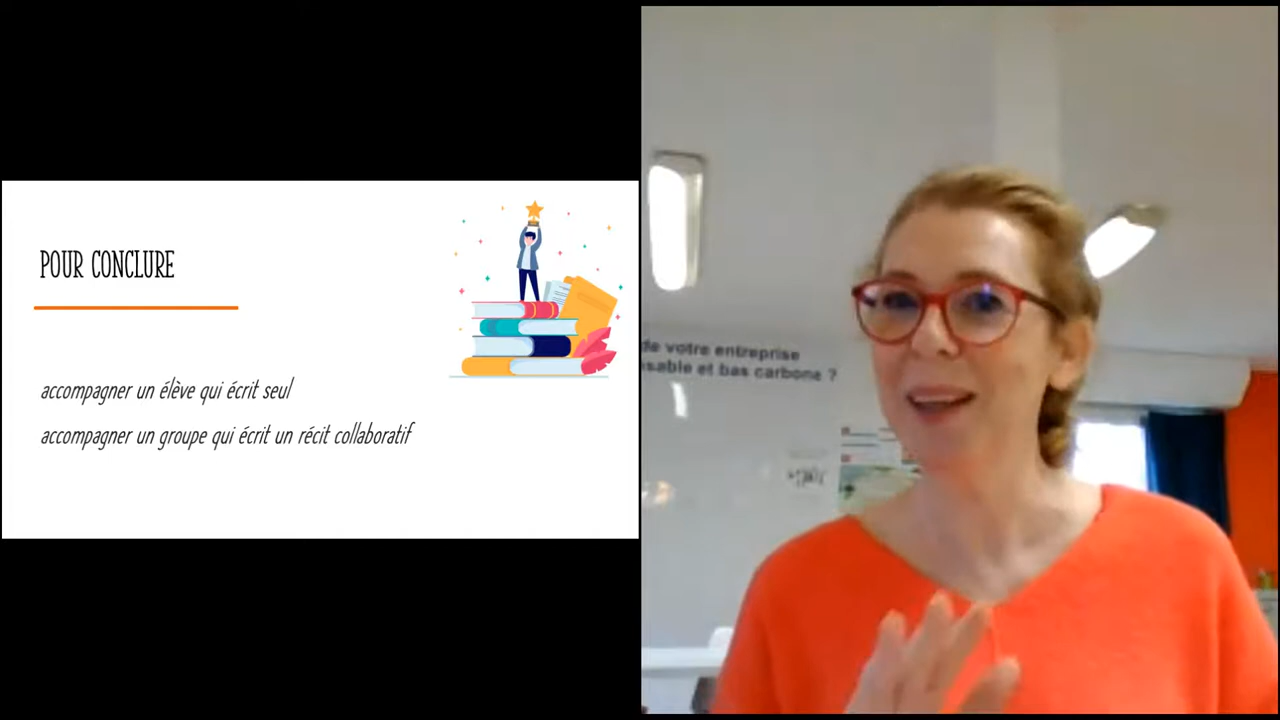 POUR CONCLURE
accompagner un élève qui écrit seul
accompagner un groupe qui écrit un récit collaboratif
de votre entreprise
sable et bas carbone ?